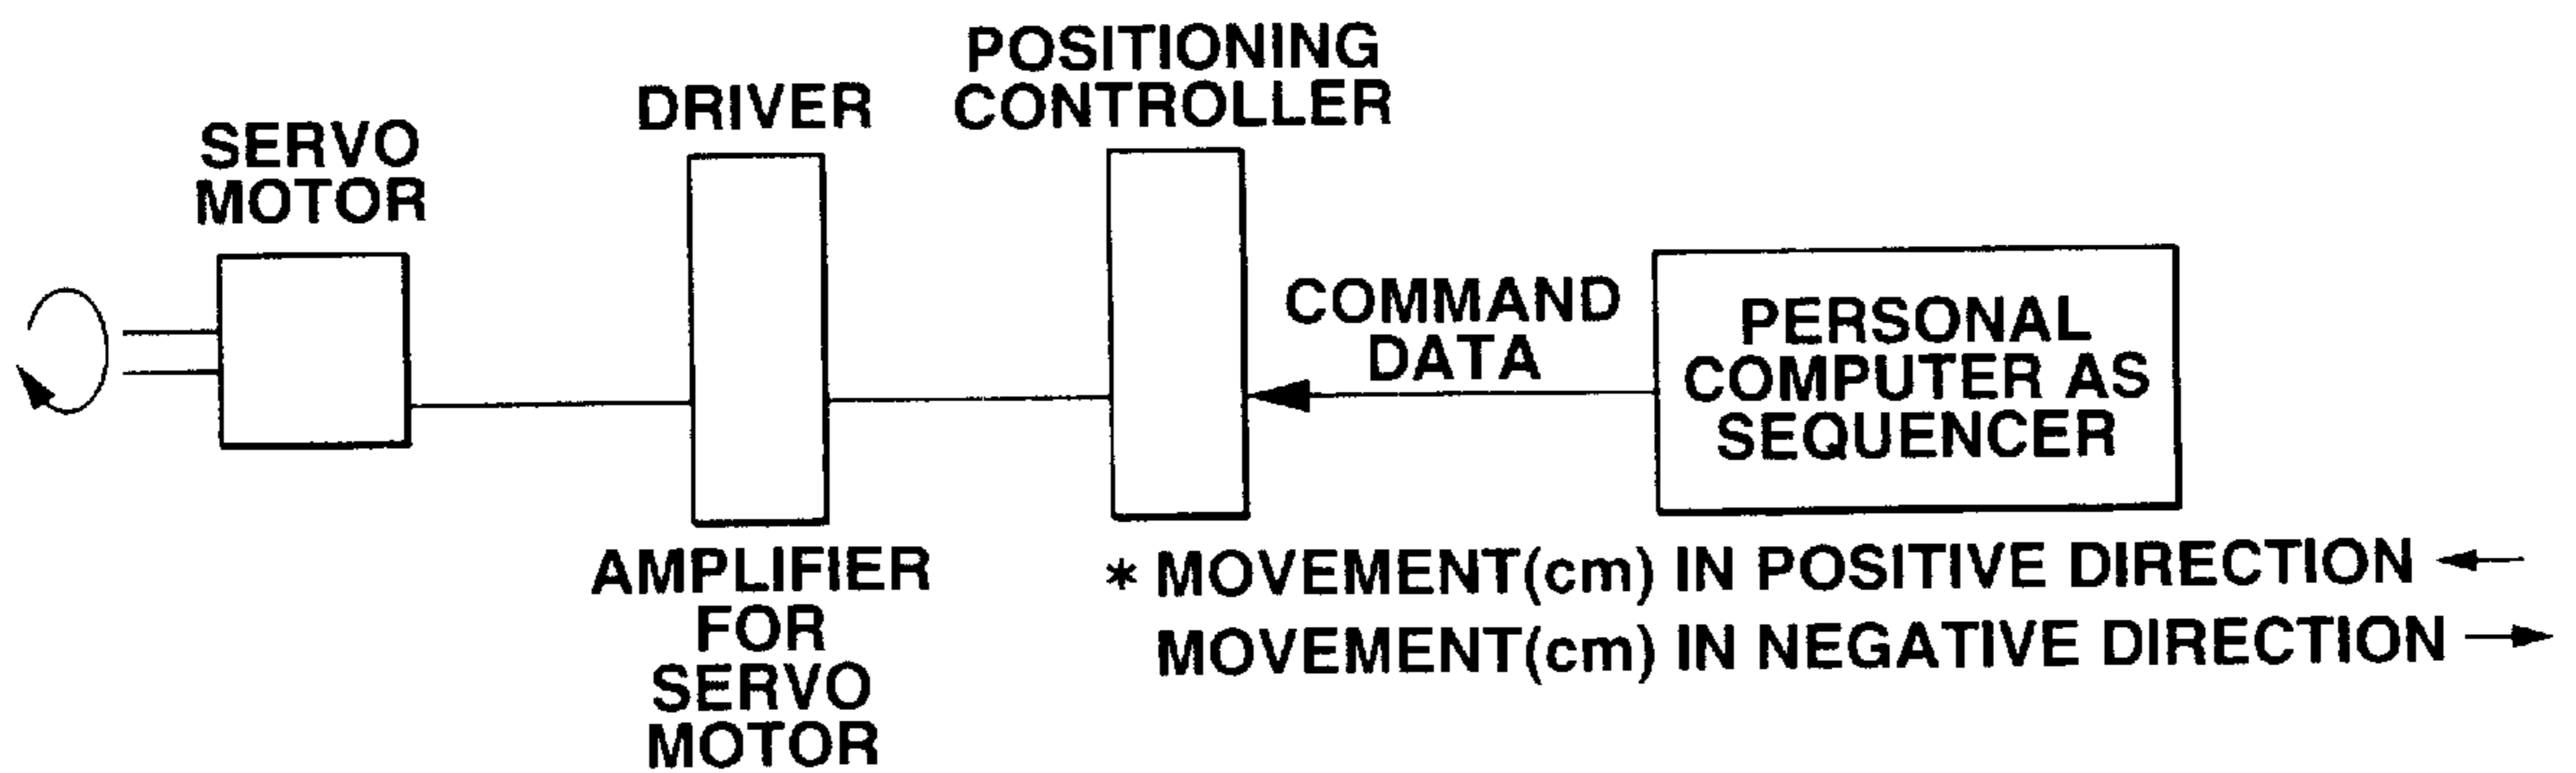 SERVO
MOTOR
DRIVER
AMPLIFIER
FOR
SERVO
MOTOR
POSITIONING
CONTROLLER
COMMAND
DATA
PERSONAL
COMPUTER AS
SEQUENCER
* MOVEMENT(cm) IN POSITIVE DIRECTION ←
MOVEMENT(cm) IN NEGATIVE DIRECTION →